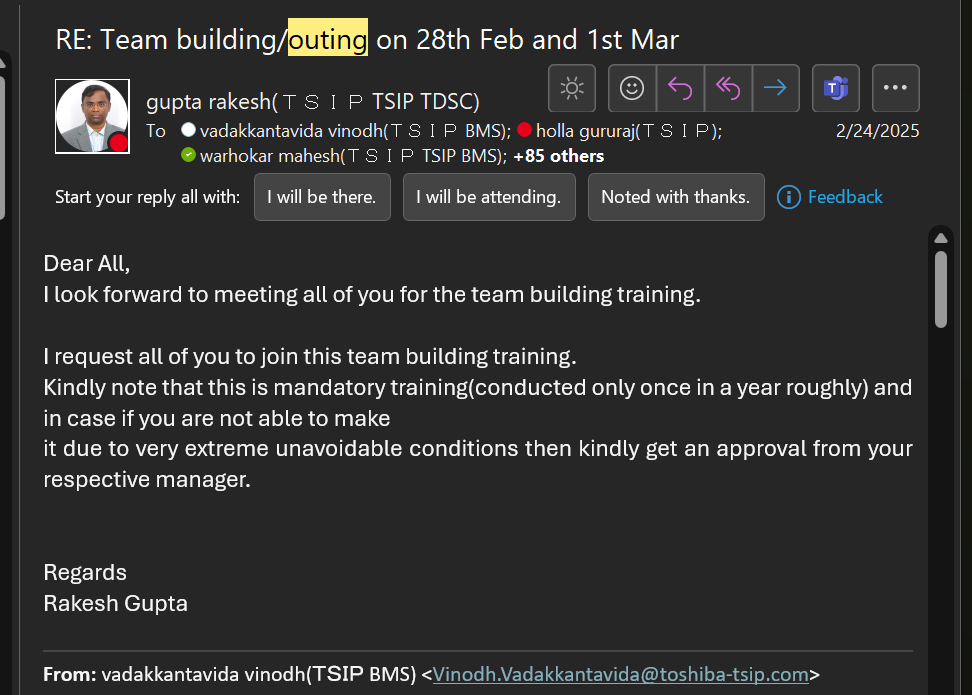 RE: Team building/outing on 28th Feb and 1st Mar
gupta rakesh(ＴＳＩＰ TSIP TDSC)
To vadakkantavida vinodh(ＴＳＩＰ BMS); holla gururaj(ＴＳＩＰ); 2/24/2025
warhokar mahesh(ＴＳＩＰ TSIP BMS); +85 others
Start your reply all with: I will be there. I will be attending. Noted with thanks. Feedback
Dear All,
I look forward to meeting all of you for the team building training.
I request all of you to join this team building training.
Kindly note that this is mandatory training(conducted only once in a year roughly) and
in case if you are not able to make
it due to very extreme unavoidable conditions then kindly get an approval from your
respective manager.
Regards
Rakesh Gupta
From: vadakkantavida vinodh(TSIP BMS) <Vinodh.Vadakkantavida@toshiba-tsip.com>